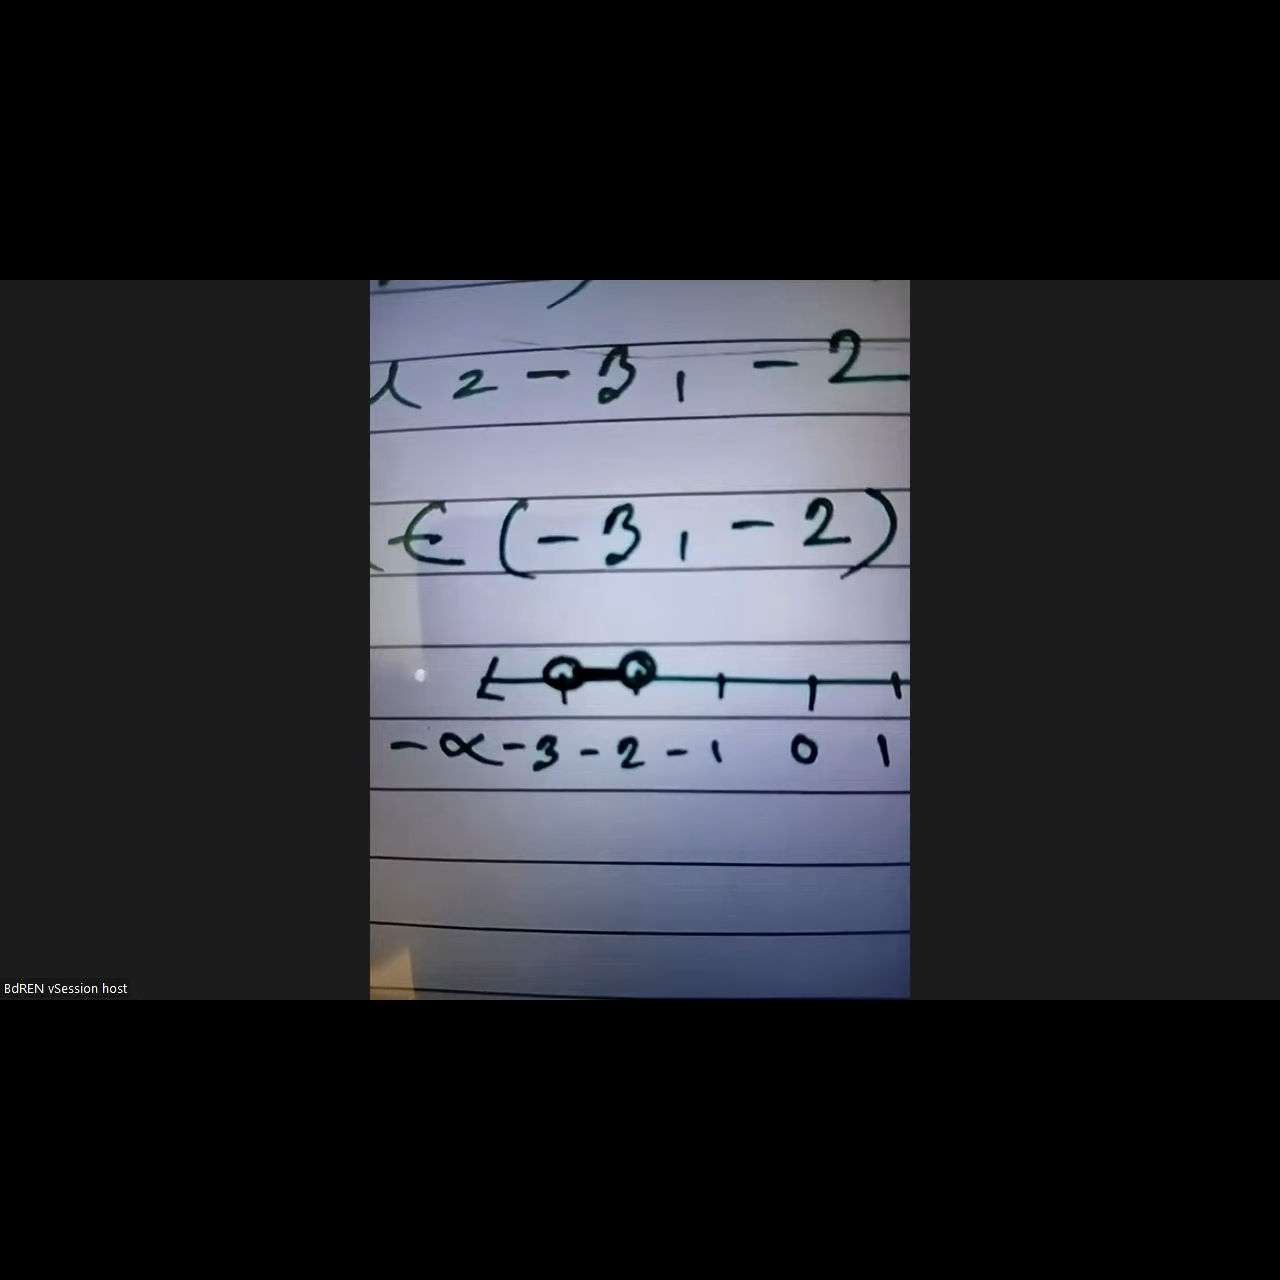 x = -3, -2
∈ (-3, -2)
-∝ -3 -2 -1 0 1
BdREN vSession host